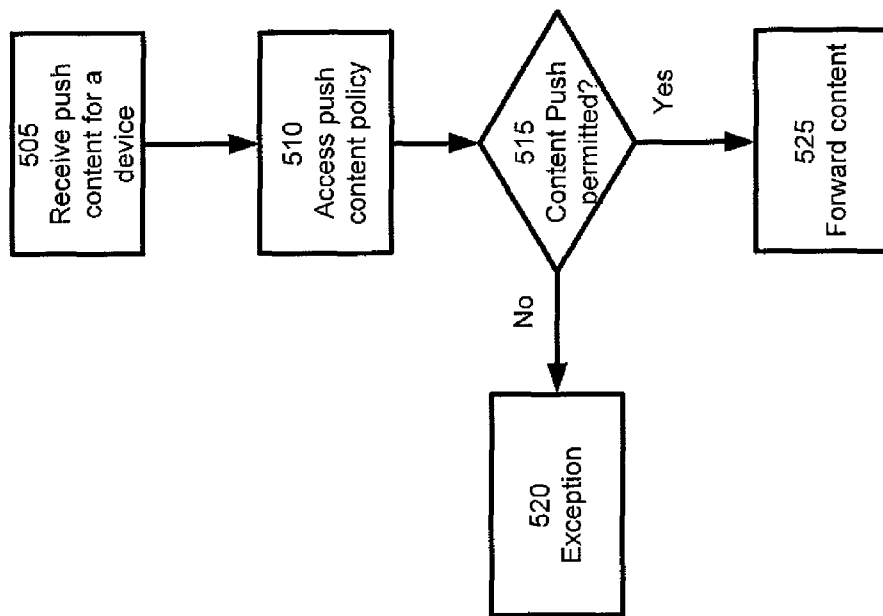 505
Receive push
content for a
device
510
Access push
content policy
515
Content Push
permitted?
No
Yes
520
Exception
525
Forward content